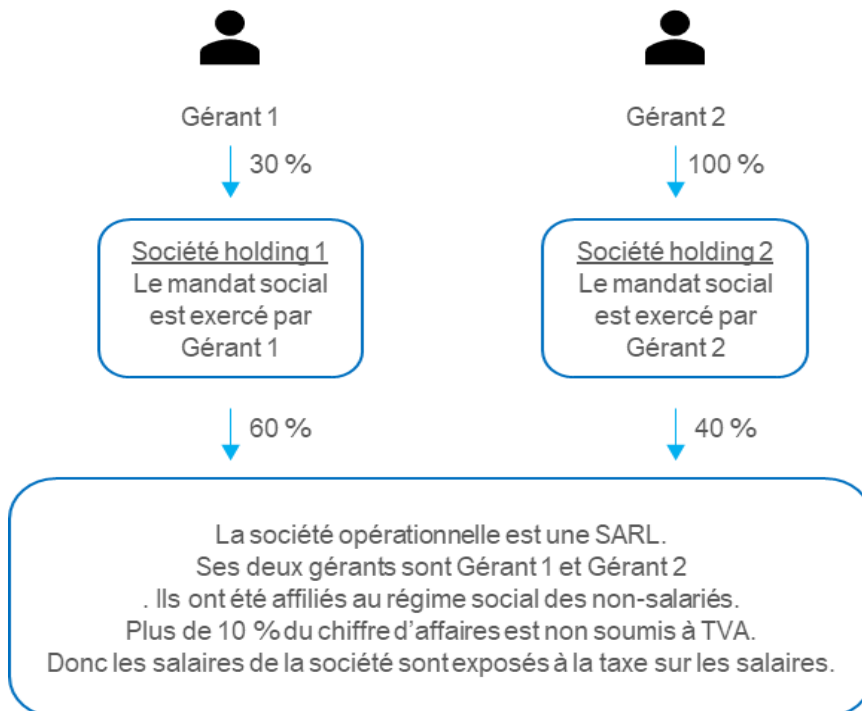 Gérant 1
Gérant 2
30 %
100 %
Société holding 1
Le mandat social
est exercé par
Gérant 1
Société holding 2
Le mandat social
est exercé par
Gérant 2
60 %
40 %
La société opérationnelle est une SARL.
Ses deux gérants sont Gérant 1 et Gérant 2
. Ils ont été affiliés au régime social des non-salariés.
Plus de 10 % du chiffre d’affaires est non soumis à TVA.
Donc les salaires de la société sont exposés à la taxe sur les salaires.